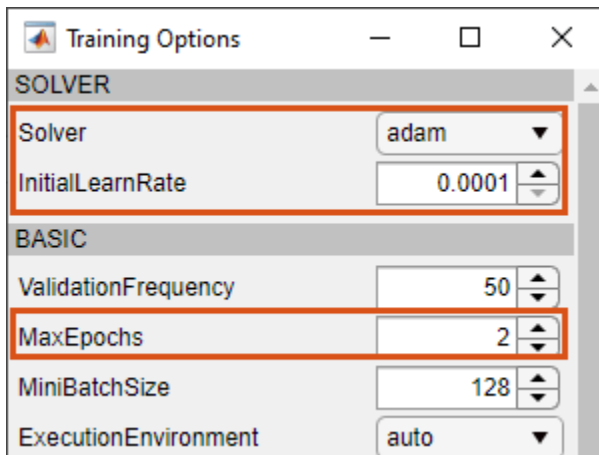 Training Options
SOLVER
Solver adam
InitialLearnRate 0.0001
BASIC
ValidationFrequency 50
MaxEpochs 2
MiniBatchSize 128
ExecutionEnvironment auto